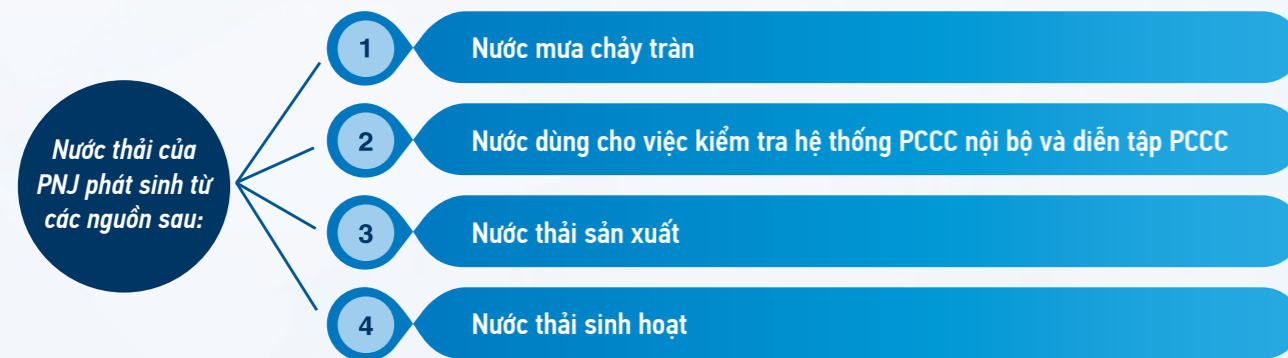 Nước thải của
PNJ phát sinh từ
các nguồn sau:
1
Nước mưa chảy tràn
2
Nước dùng cho việc kiểm tra hệ thống PCCC nội bộ và diễn tập PCCC
3
Nước thải sản xuất
4
Nước thải sinh hoạt